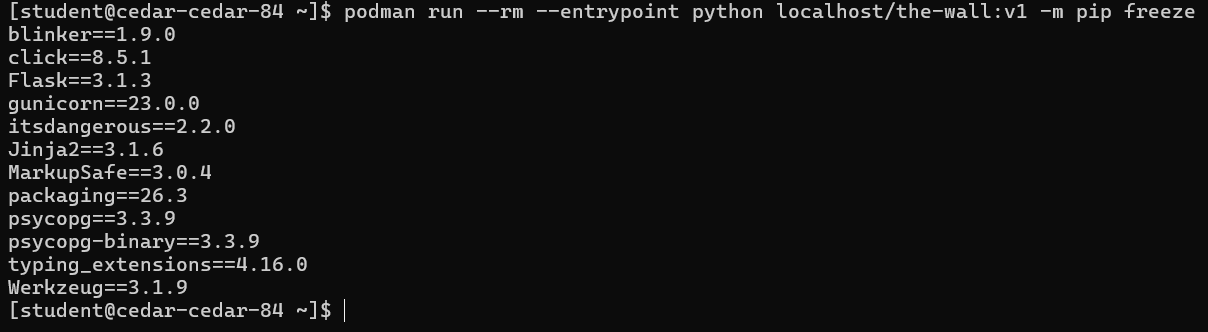 [student@cedar-cedar-84 ~]$ podman run --rm --entrypoint python localhost/the-wall:v1 -m pip freeze
blinker==1.9.0
click==8.5.1
Flask==3.1.3
gunicorn==23.0.0
itsdangerous==2.2.0
Jinja2==3.1.6
MarkupSafe==3.0.4
packaging==26.3
psycopg==3.3.9
psycopg-binary==3.3.9
typing_extensions==4.16.0
Werkzeug==3.1.9
[student@cedar-cedar-84 ~]$